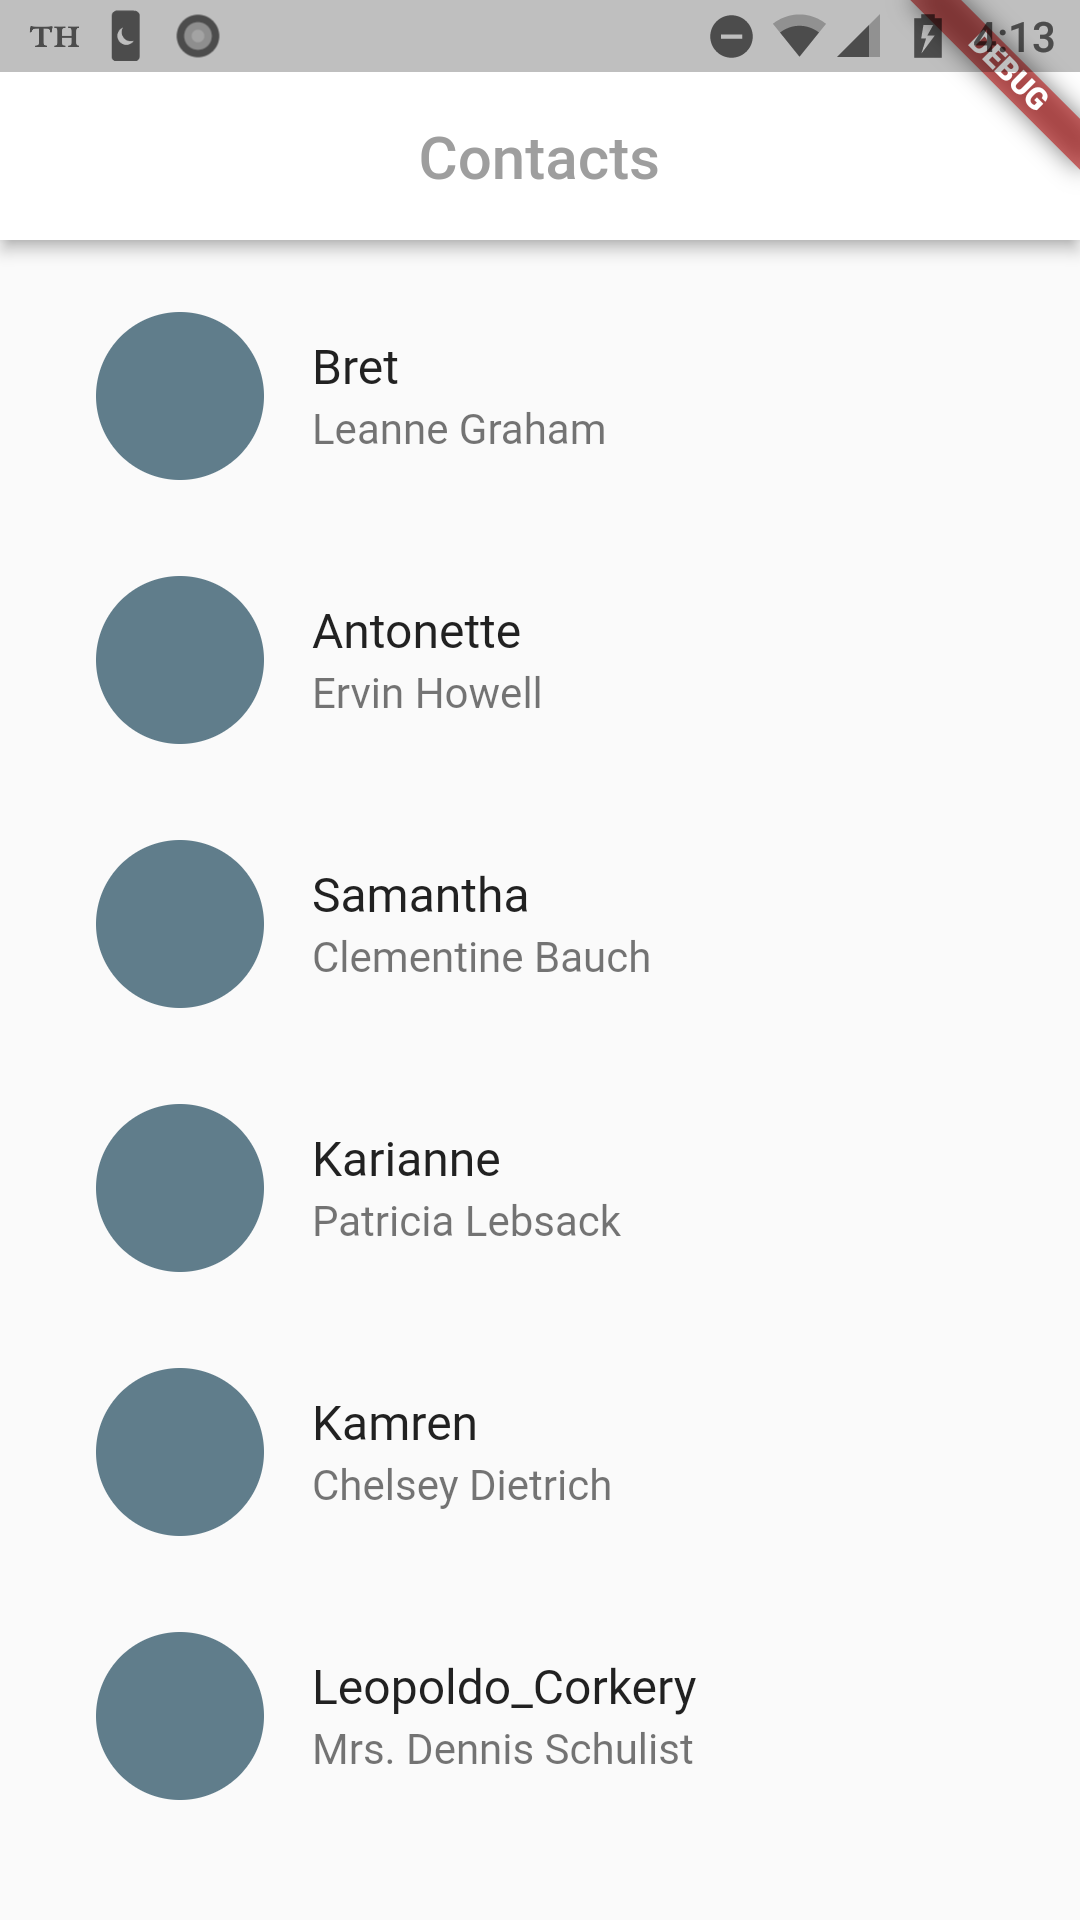 TH
4:13
DEBUG
Contacts
Bret
Leanne Graham
Antonette
Ervin Howell
Samantha
Clementine Bauch
Karianne
Patricia Lebsack
Kamren
Chelsey Dietrich
Leopoldo_Corkery
Mrs. Dennis Schulist